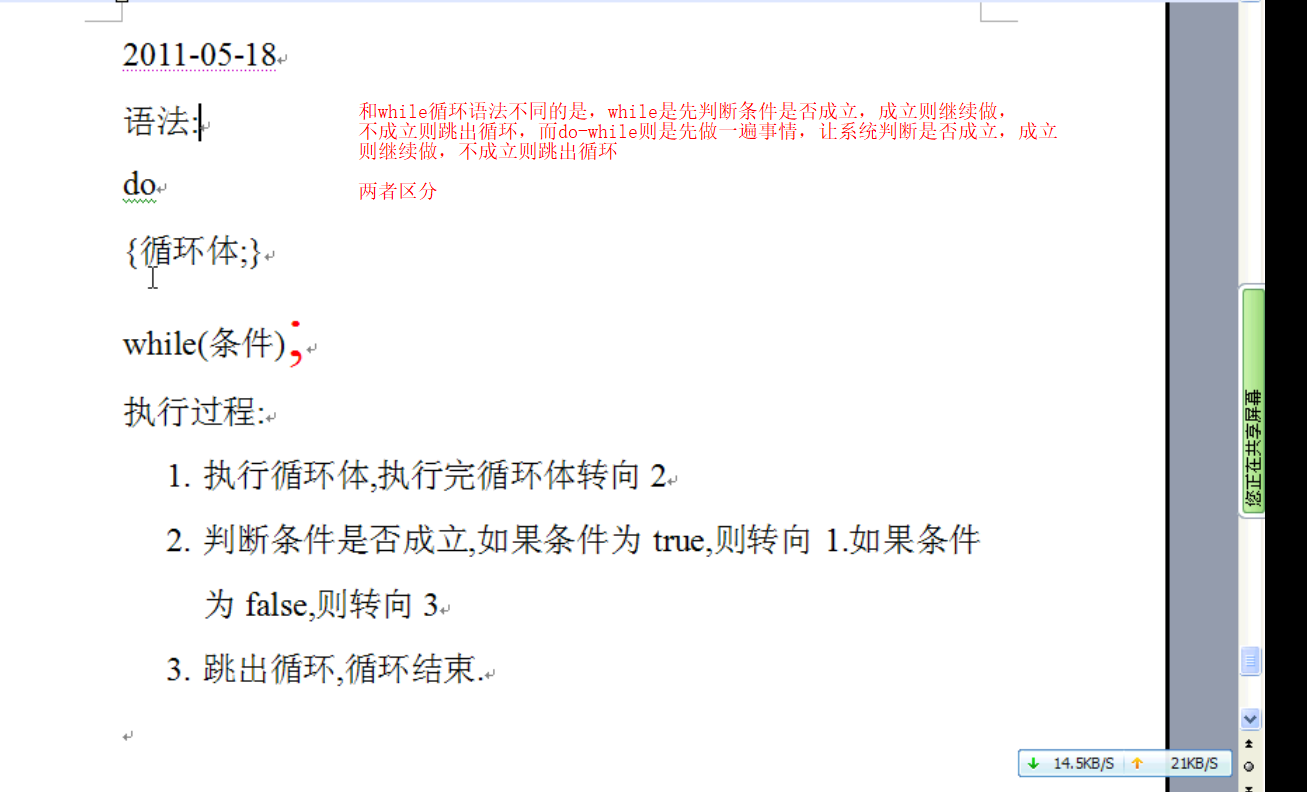 2011-05-18
语法:
和while循环语法不同的是，while是先判断条件是否成立，成立则继续做，
不成立则跳出循环，而do-while则是先做一遍事情，让系统判断是否成立，成立
则继续做，不成立则跳出循环
do
两者区分
{循环体;}
while(条件);
执行过程:
1. 执行循环体,执行完循环体转向 2
2. 判断条件是否成立,如果条件为 true,则转向 1.如果条件
为 false,则转向 3
3. 跳出循环,循环结束.
您正在共享屏幕
14.5KB/S 21KB/S